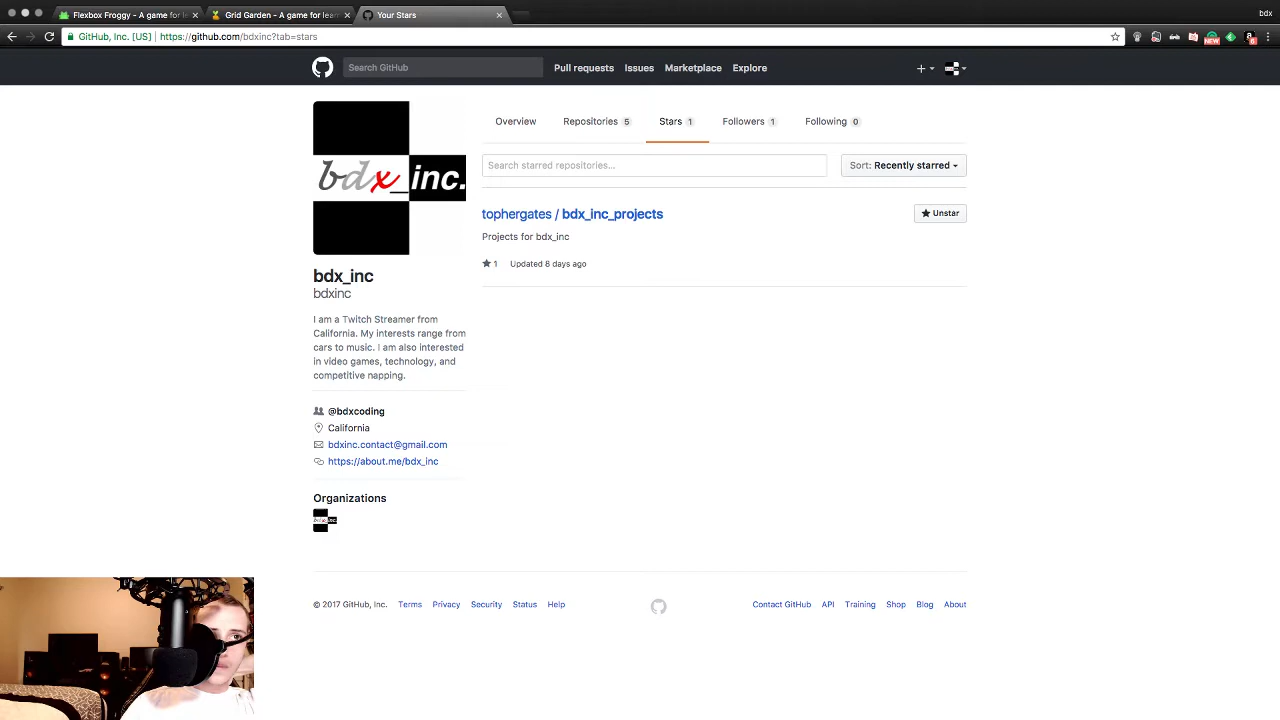 Flexbox Froggy - A game for le
Grid Garden - A game for learn
Your Stars
bdx
GitHub, Inc. [US] | https://github.com/bdxinc?tab=stars
NEW
6
Search GitHub
Pull requests
Issues
Marketplace
Explore
bdx_inc.
Overview
Repositories 5
Stars 1
Followers 1
Following 0
Search starred repositories...
Sort: Recently starred
tophergates / bdx_inc_projects
Unstar
Projects for bdx_inc
1 Updated 8 days ago
bdx_inc
bdxinc
I am a Twitch Streamer from
California. My interests range from
cars to music. I am also interested
in video games, technology, and
competitive napping.
@bdxcoding
California
bdxinc.contact@gmail.com
https://about.me/bdx_inc
Organizations
© 2017 GitHub, Inc. Terms Privacy Security Status Help
Contact GitHub API Training Shop Blog About